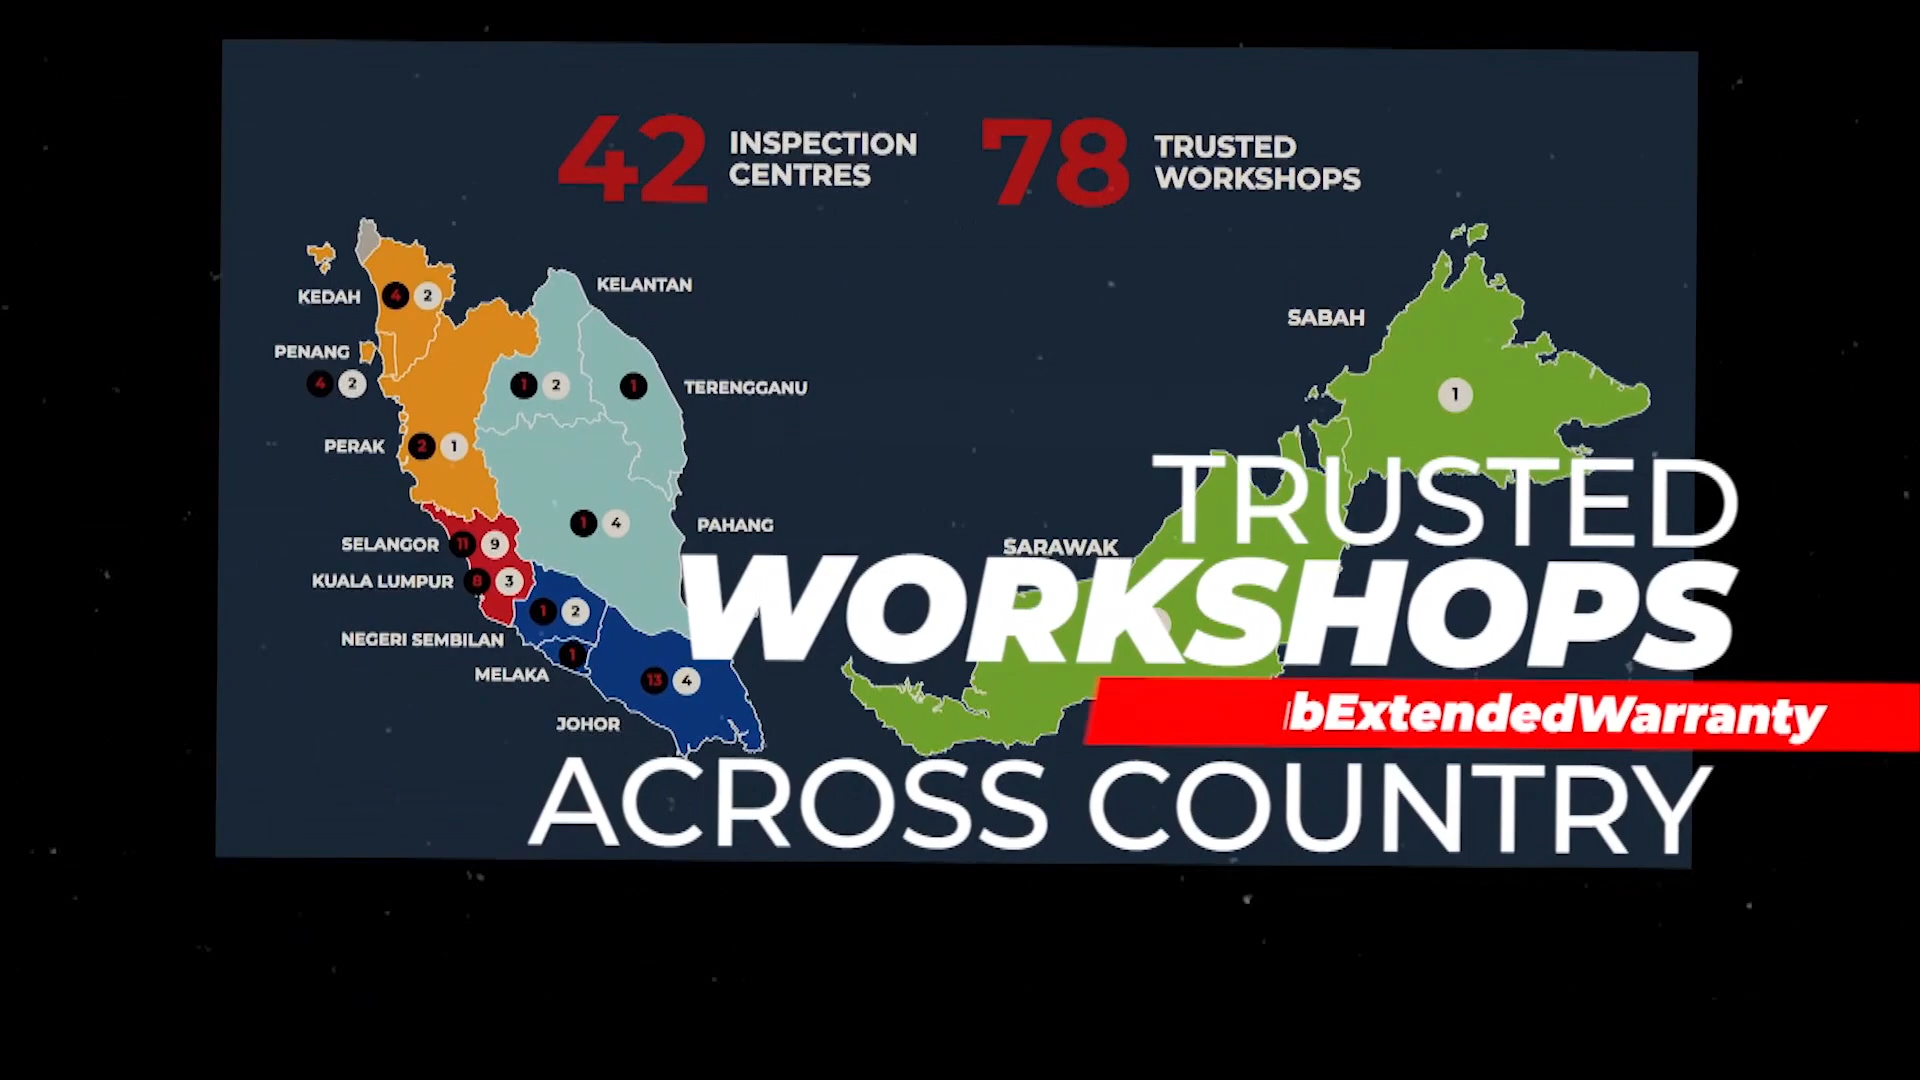 42 INSPECTION
CENTRES
78 TRUSTED
WORKSHOPS
KELANTAN
KEDAH 4 2
SABAH
PENANG
4 2
1 2
1
TERENGGANU
1
PERAK 2 1
1 4
PAHANG
SELANGOR 11 9
SARAWAK
KUALA LUMPUR 8 3
1 2
NEGERI SEMBILAN
1
MELAKA
13 4
JOHOR
TRUSTED
WORKSHOPS
bExtendedWarranty
ACROSS COUNTRY